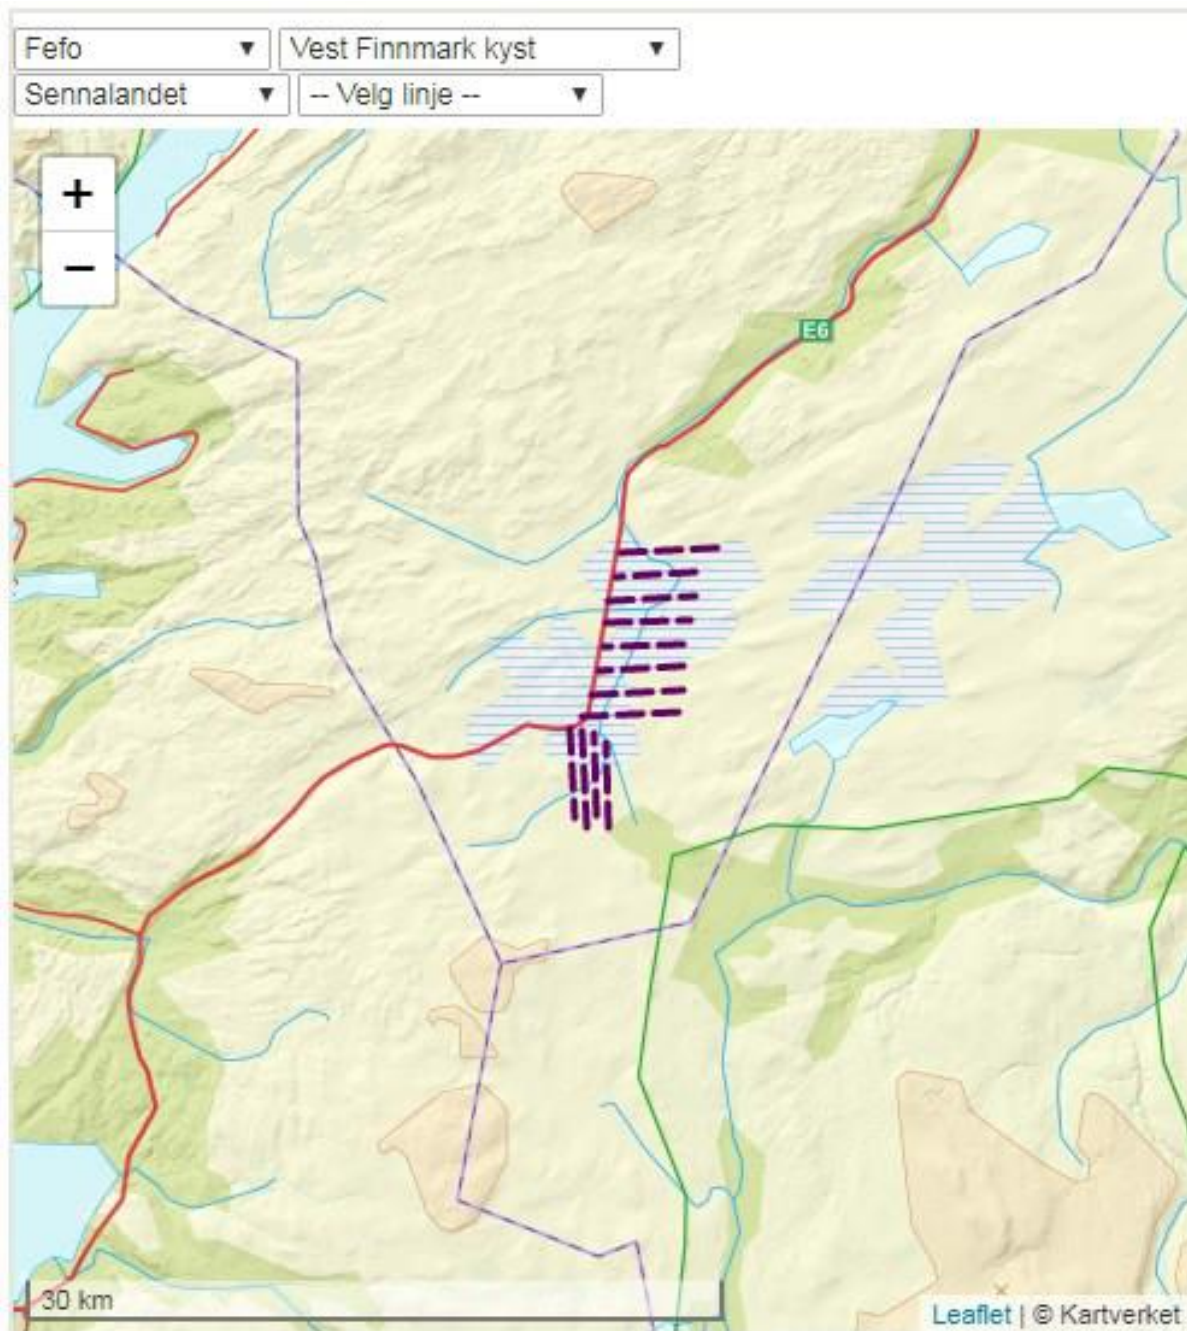 Fefo ▼ Vest Finnmark kyst ▼
Sennalandet ▼ -- Velg linje -- ▼
+
−
E6
30 km
Leaflet | © Kartverket